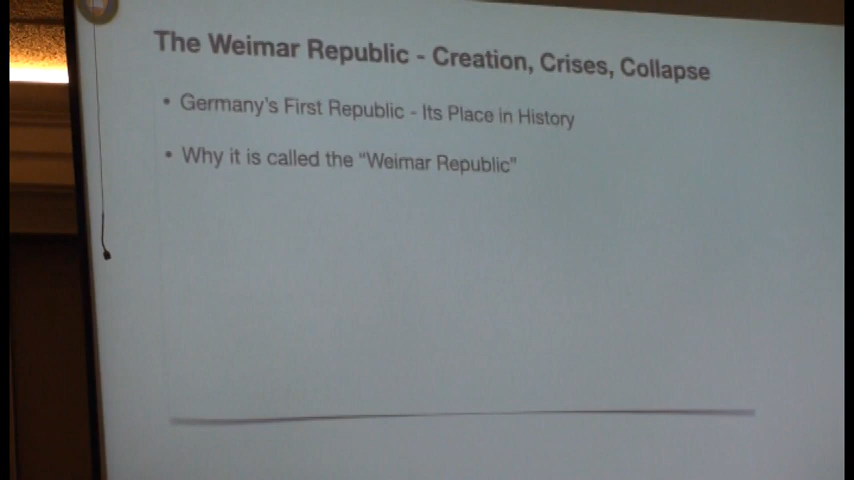 The Weimar Republic - Creation, Crises, Collapse
• Germany's First Republic - Its Place in History
• Why it is called the “Weimar Republic”